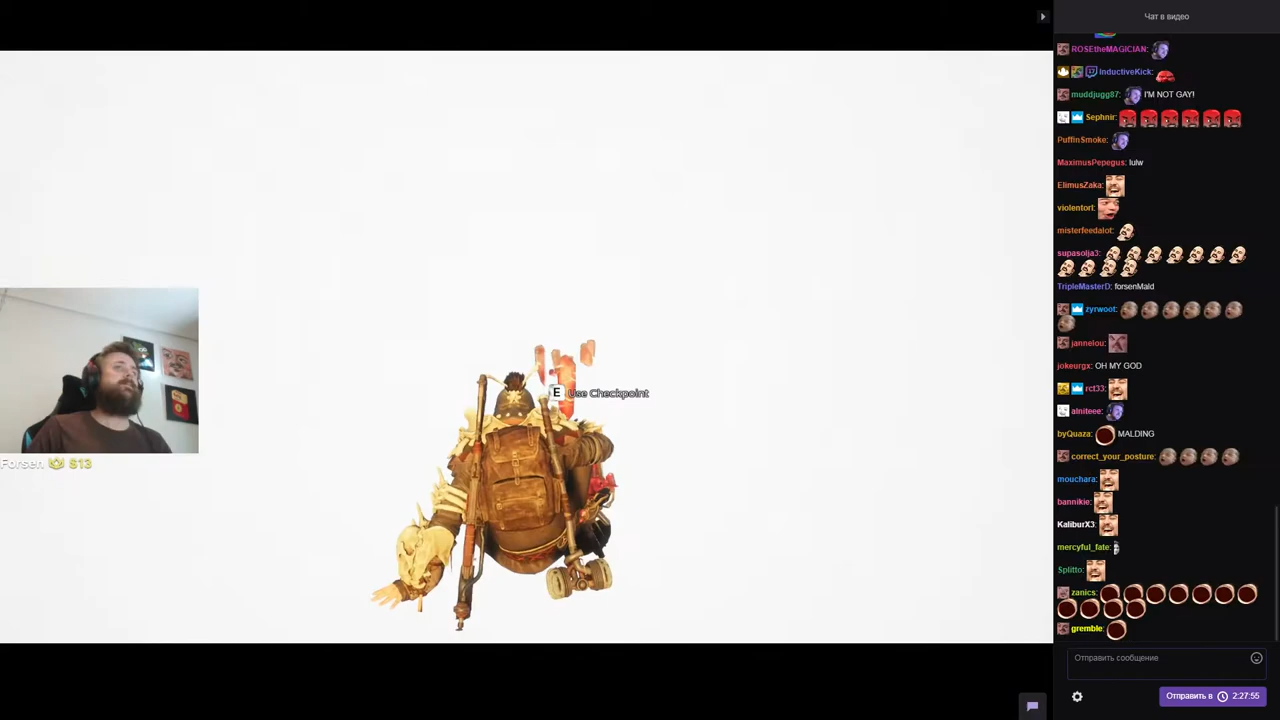 Чат в видео
ROSEtheMAGICIAN:
InductiveKick:
muddjugg87: I'M NOT GAY!
Sephnir:
PuffinSmoke:
MaximusPepegus: lulw
ElimusZaka:
violentorl:
misterfeedalot:
supasolja3:
TripleMasterD: forsenMald
zyrwoot:
jannelou:
jokeurgx: OH MY GOD
rct33:
alniteee:
byQuaza: MALDING
correct_your_posture:
mouchara:
bannikie:
KaliburX3:
mercyful_fate:
Splitto:
zanics:
gremble:
E Use Checkpoint
Forsen S13
Отправить сообщение
Отправить в 2:27:55